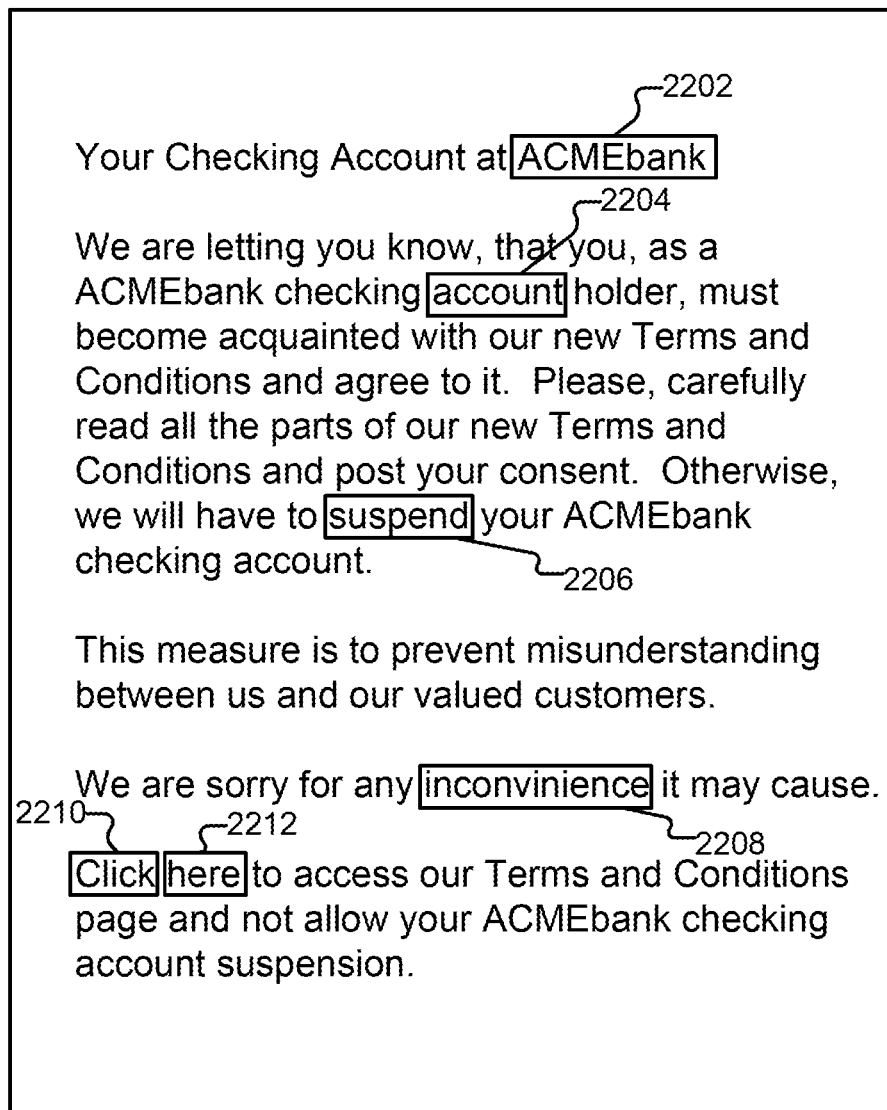 2202
Your Checking Account at ACMEbank
2204
We are letting you know, that you, as a
ACMEbank checking account holder, must
become acquainted with our new Terms and
Conditions and agree to it.  Please, carefully
read all the parts of our new Terms and
Conditions and post your consent.  Otherwise,
we will have to suspend your ACMEbank
checking account.
2206
This measure is to prevent misunderstanding
between us and our valued customers.
We are sorry for any inconvinience it may cause.
2210 2212 2208
Click here to access our Terms and Conditions
page and not allow your ACMEbank checking
account suspension.